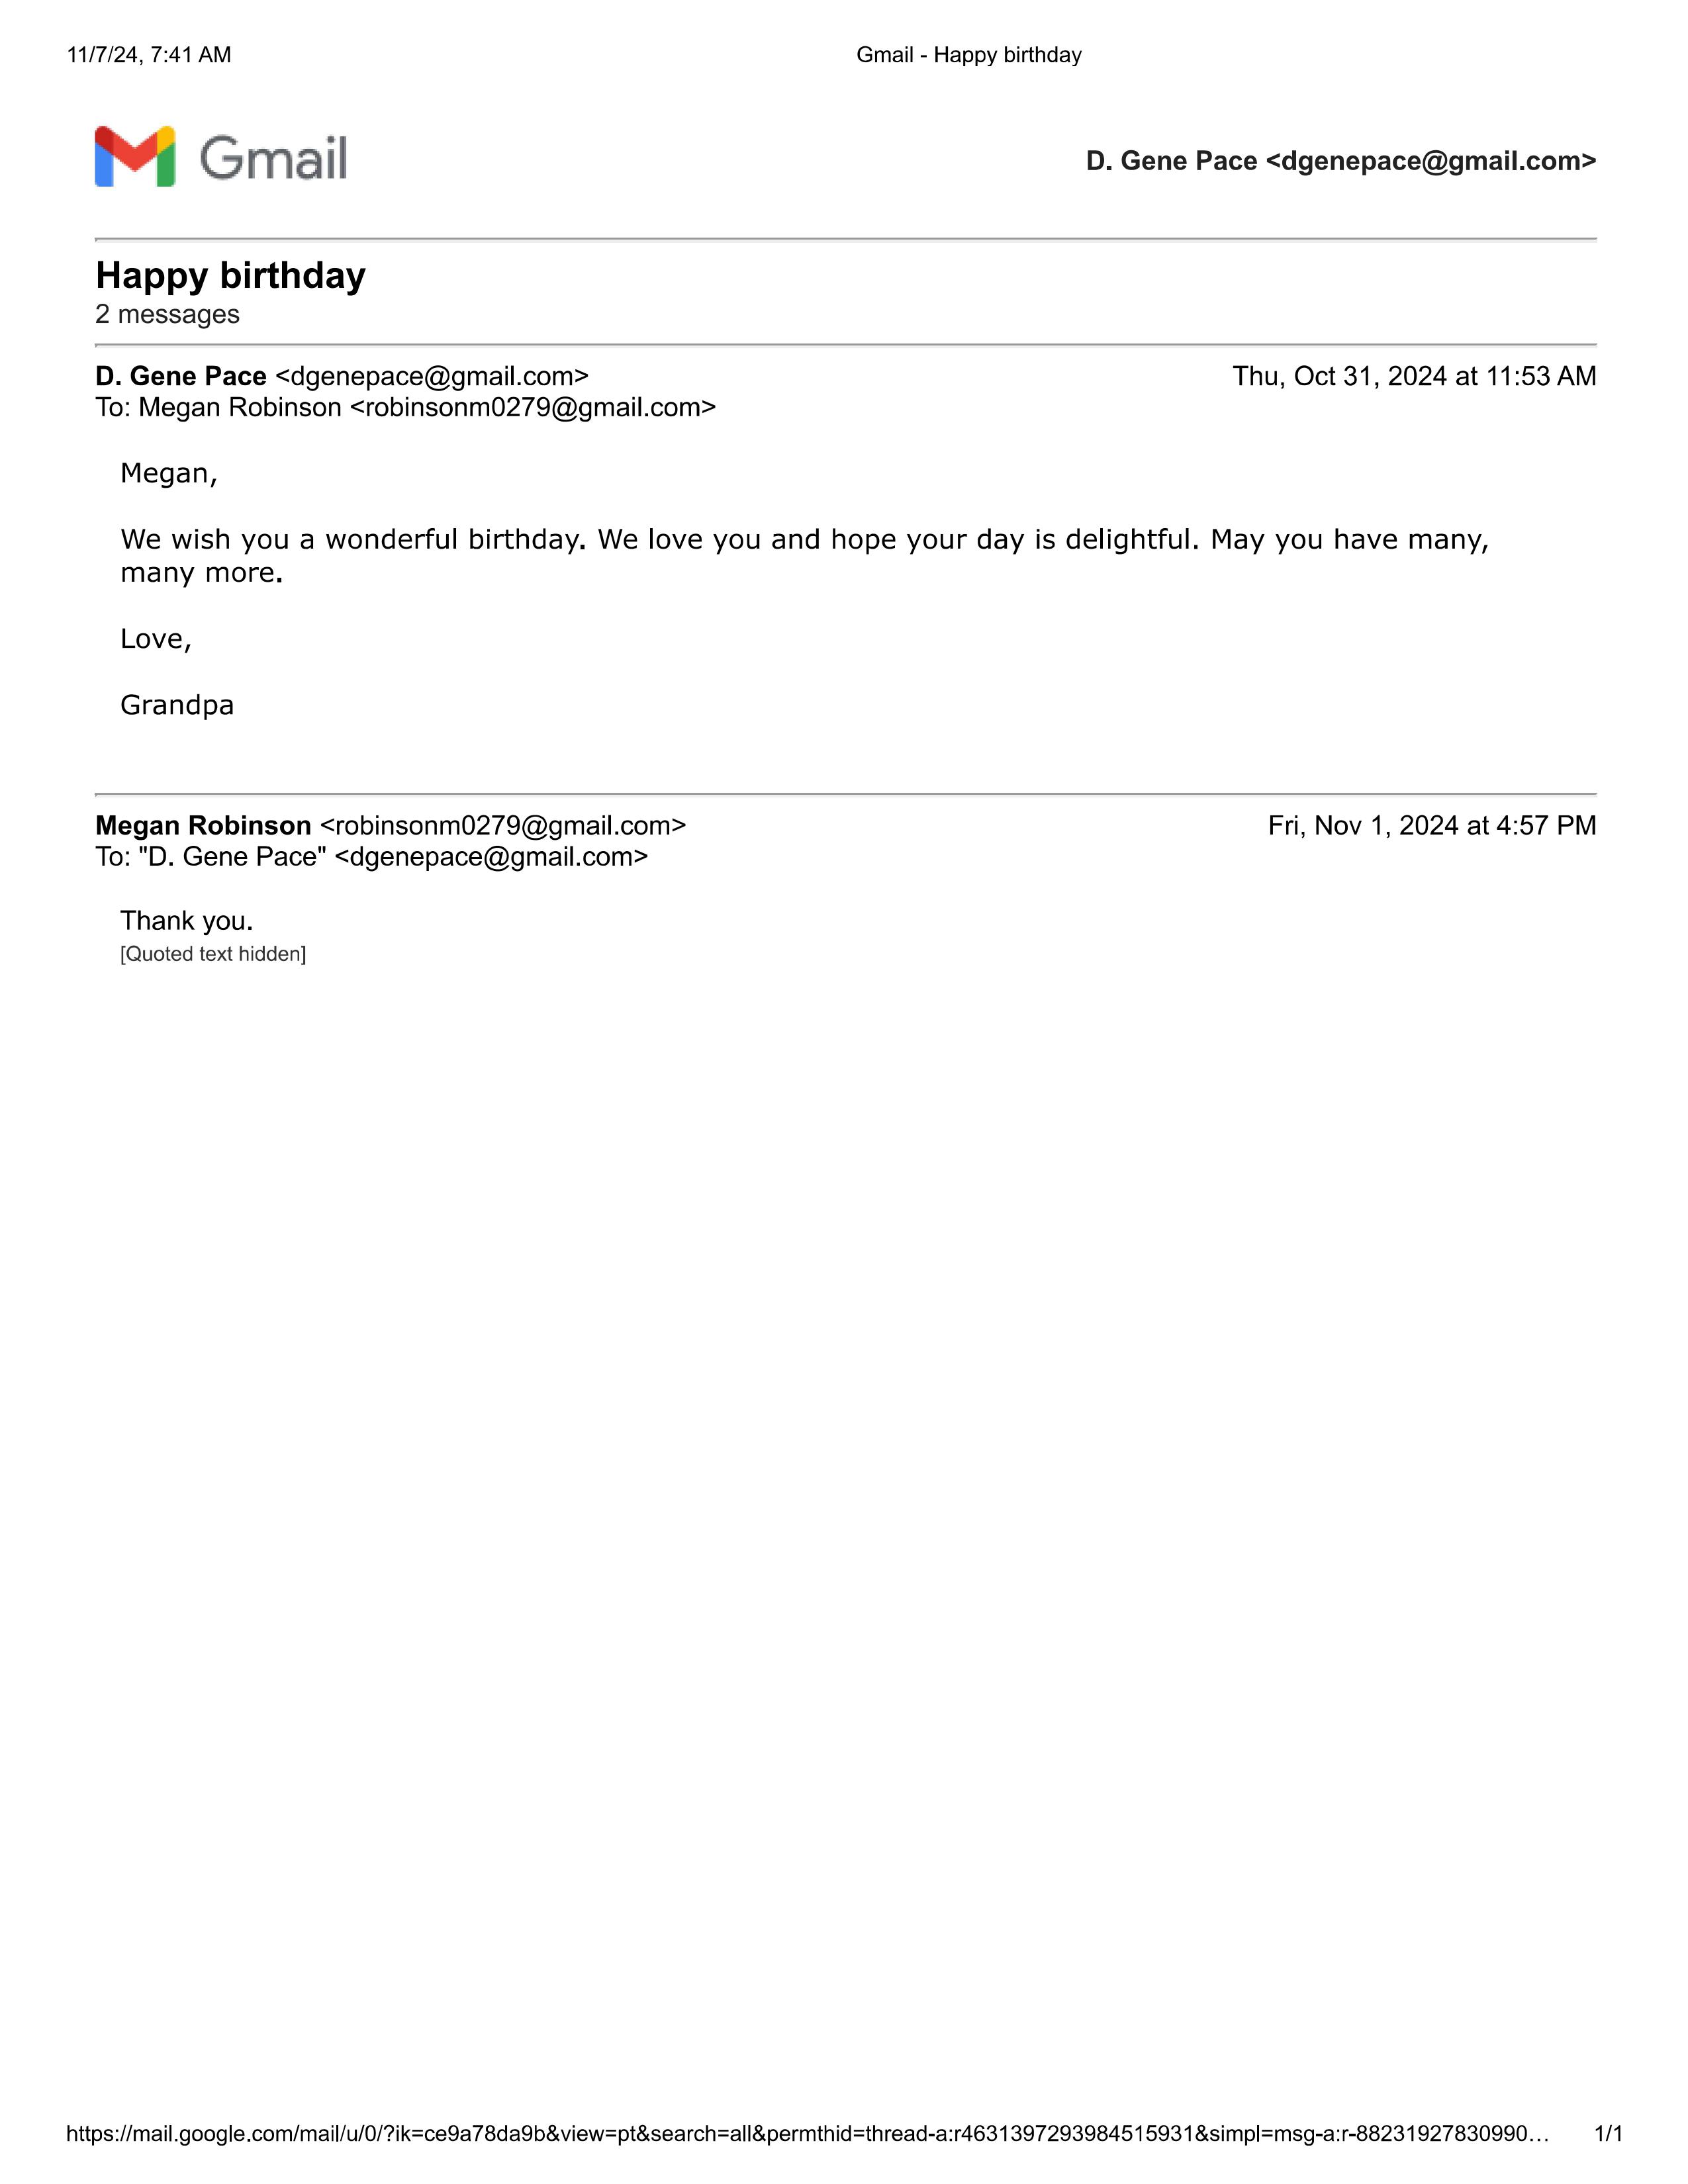 11/7/24, 7:41 AM Gmail - Happy birthday
Gmail D. Gene Pace <dgenepace@gmail.com>
Happy birthday
2 messages
D. Gene Pace <dgenepace@gmail.com> Thu, Oct 31, 2024 at 11:53 AM
To: Megan Robinson <robinsonm0279@gmail.com>
Megan,
We wish you a wonderful birthday. We love you and hope your day is delightful. May you have many,
many more.
Love,
Grandpa
Megan Robinson <robinsonm0279@gmail.com> Fri, Nov 1, 2024 at 4:57 PM
To: "D. Gene Pace" <dgenepace@gmail.com>
Thank you.
[Quoted text hidden]
https://mail.google.com/mail/u/0/?ik=ce9a78da9b&view=pt&search=all&permthid=thread-a:r4631397293984515931&simpl=msg-a:r-88231927830990… 1/1